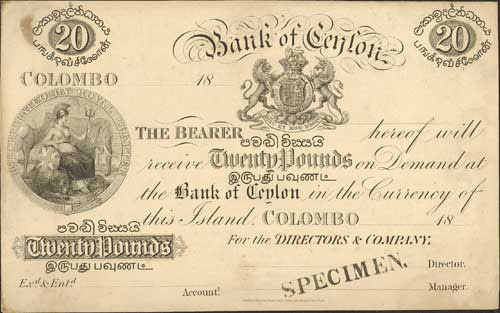 20
Bank of Ceylon
20
COLOMBO 18
INCORPORATED BY ROYAL CHARTER
THE BEARER hereof will
පවුඬ් විස්සයි
receive Twenty Pounds on Demand at
இருபது பவுண்ட்
the Bank of Ceylon in the Currency of
this Island. COLOMBO 18
පවුඬ් විස්සයි
Twenty Pounds
இருபது பவுண்ட்
For the DIRECTORS & COMPANY.
SPECIMEN.
Director.
Exd. & Entd.
Account.
Manager.